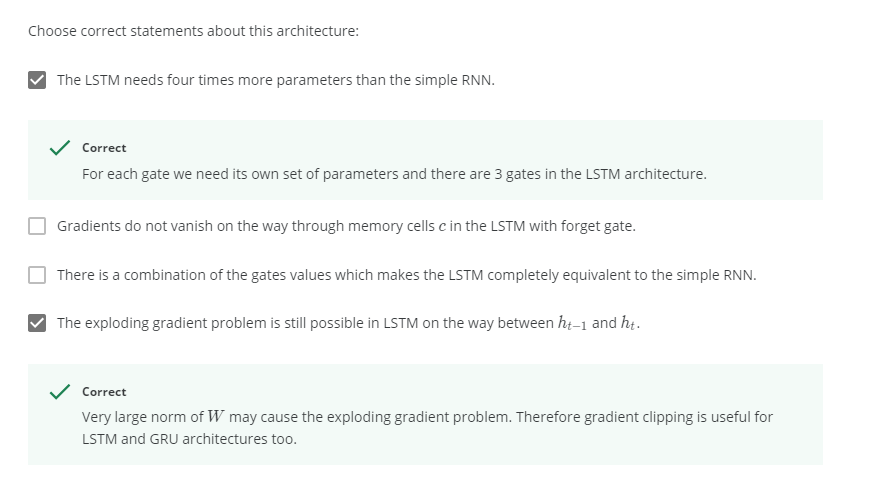 Choose correct statements about this architecture:
The LSTM needs four times more parameters than the simple RNN.
Correct
For each gate we need its own set of parameters and there are 3 gates in the LSTM architecture.
Gradients do not vanish on the way through memory cells c in the LSTM with forget gate.
There is a combination of the gates values which makes the LSTM completely equivalent to the simple RNN.
The exploding gradient problem is still possible in LSTM on the way between hₜ₋₁ and hₜ.
Correct
Very large norm of W may cause the exploding gradient problem. Therefore gradient clipping is useful for
LSTM and GRU architectures too.